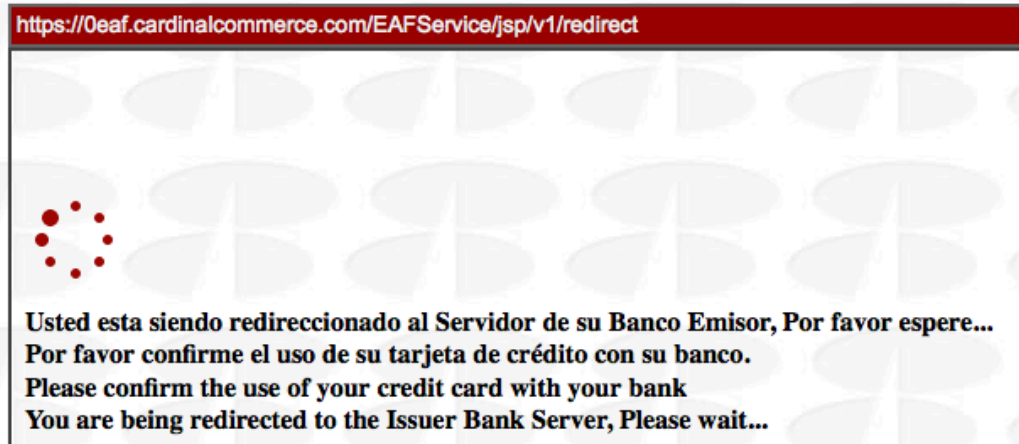 https://0eaf.cardinalcommerce.com/EAFService/jsp/v1/redirect
Usted esta siendo redireccionado al Servidor de su Banco Emisor, Por favor espere...
Por favor confirme el uso de su tarjeta de crédito con su banco.
Please confirm the use of your credit card with your bank
You are being redirected to the Issuer Bank Server, Please wait...